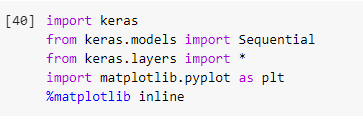 [40] import keras
from keras.models import Sequential
from keras.layers import *
import matplotlib.pyplot as plt
%matplotlib inline